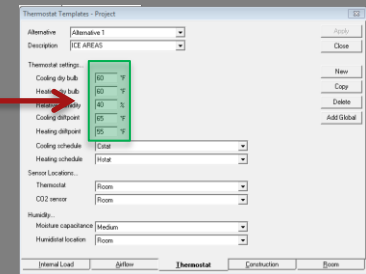 Thermostat Templates - Project
Alternative Alternative 1 Apply
Description ICE AREAS Close
Thermostat settings...
New
Cooling dry bulb 60 °F
Copy
Heating dry bulb 60 °F
Relative humidity 40 %
Delete
Cooling driftpoint 65 °F
Add Global
Heating driftpoint 55 °F
Cooling schedule Cstat
Heating schedule Hstat
Sensor Locations...
Thermostat Room
CO2 sensor Room
Humidity...
Moisture capacitance Medium
Humidistat location Room
Internal Load Airflow Thermostat Construction Room